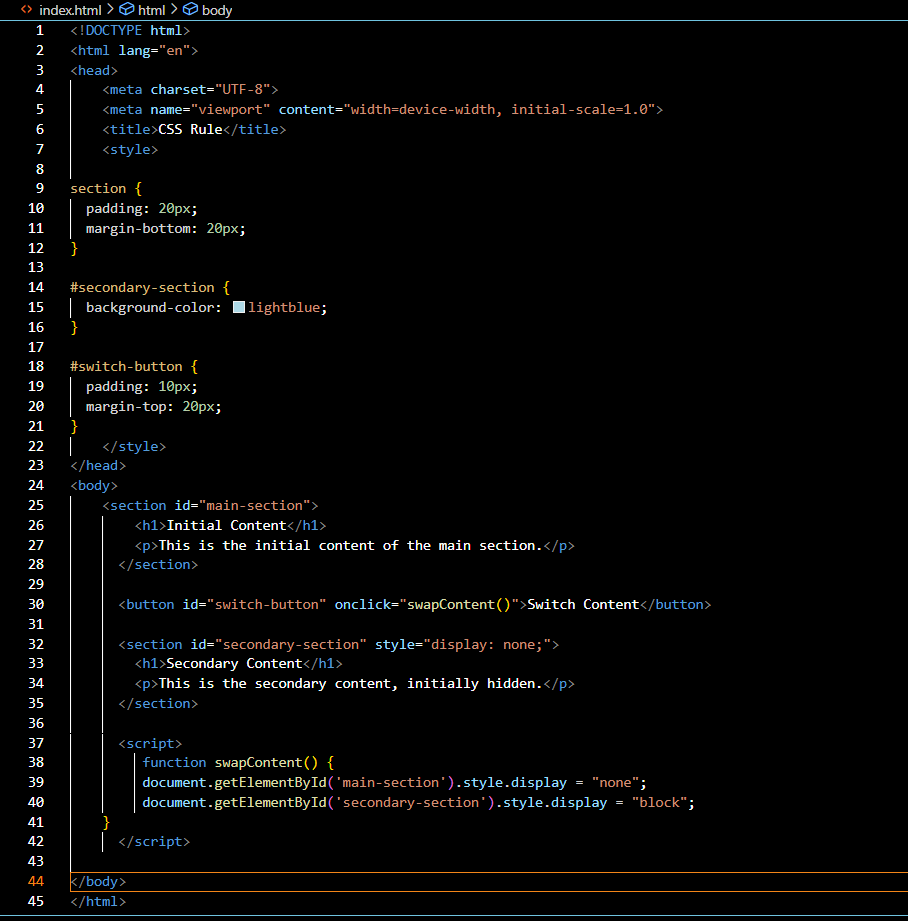 index.html > html > body
1 <!DOCTYPE html>
2 <html lang="en">
3 <head>
4 <meta charset="UTF-8">
5 <meta name="viewport" content="width=device-width, initial-scale=1.0">
6 <title>CSS Rule</title>
7 <style>
8
9 section {
10 padding: 20px;
11 margin-bottom: 20px;
12 }
13
14 #secondary-section {
15 background-color: lightblue;
16 }
17
18 #switch-button {
19 padding: 10px;
20 margin-top: 20px;
21 }
22 </style>
23 </head>
24 <body>
25 <section id="main-section">
26 <h1>Initial Content</h1>
27 <p>This is the initial content of the main section.</p>
28 </section>
29
30 <button id="switch-button" onclick="swapContent()">Switch Content</button>
31
32 <section id="secondary-section" style="display: none;">
33 <h1>Secondary Content</h1>
34 <p>This is the secondary content, initially hidden.</p>
35 </section>
36
37 <script>
38 function swapContent() {
39 document.getElementById('main-section').style.display = "none";
40 document.getElementById('secondary-section').style.display = "block";
41 }
42 </script>
43
44 </body>
45 </html>